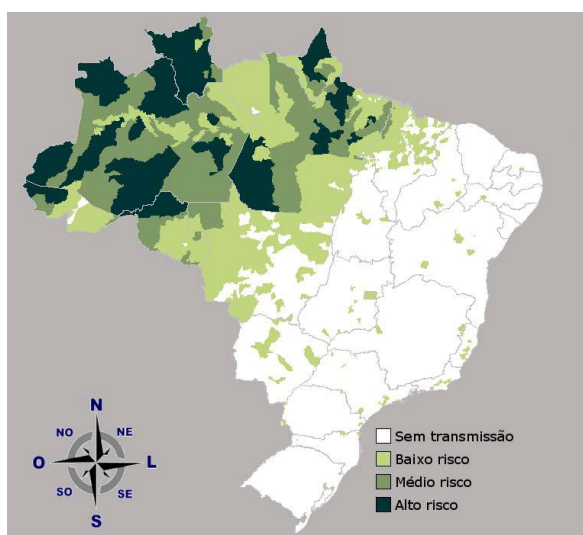 N
NO NE
O L
SO SE
S
Sem transmissão
Baixo risco
Médio risco
Alto risco